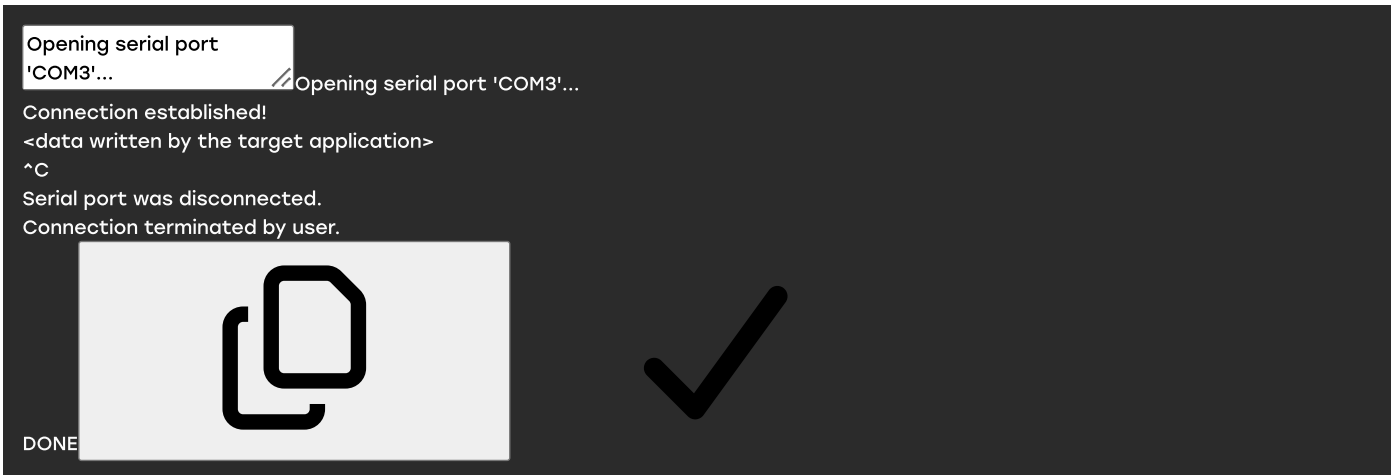 Opening serial port
'COM3'...
Opening serial port 'COM3'...
Connection established!
<data written by the target application>
^C
Serial port was disconnected.
Connection terminated by user.
DONE